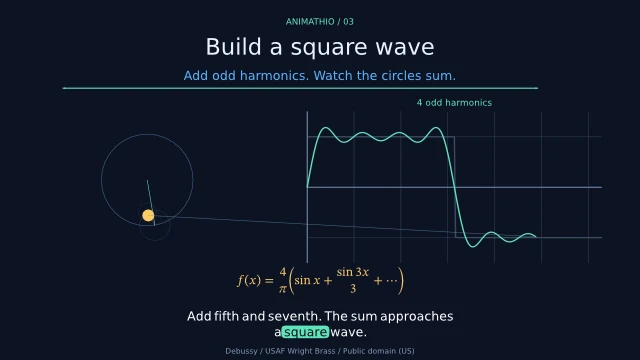 ANIMATHIO / 03
Build a square wave
Add odd harmonics. Watch the circles sum.
4 odd harmonics
f(x) = 4/π (sin x + sin 3x/3 + ⋯)
Add fifth and seventh. The sum approaches
a square wave.
Debussy / USAF Wright Brass / Public domain (US)